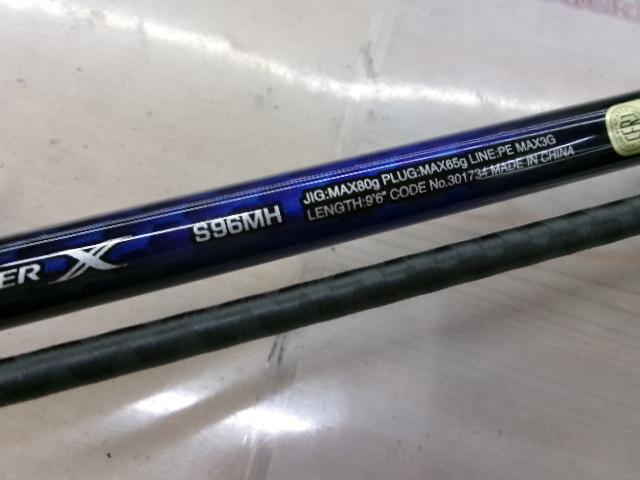 ER X
S96MH
JIG:MAX80g PLUG:MAX65g LINE:PE MAX3G
LENGTH:9'6" CODE No.301734 MADE IN CHINA